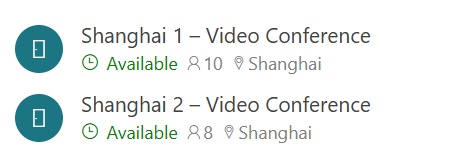 Shanghai 1 – Video Conference
Available 10 Shanghai
Shanghai 2 – Video Conference
Available 8 Shanghai